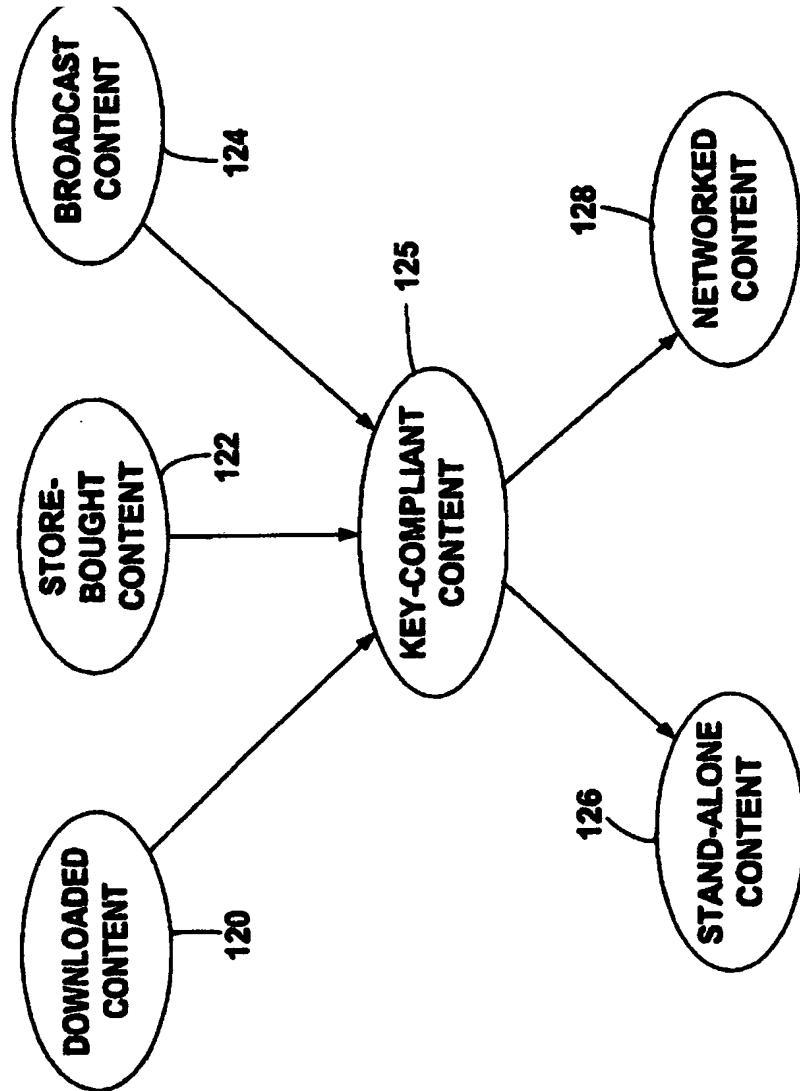 DOWNLOADED
CONTENT
120
STORE-
BOUGHT
CONTENT
122
BROADCAST
CONTENT
124
KEY-COMPLIANT
CONTENT
125
STAND-ALONE
CONTENT
126
NETWORKED
CONTENT
128